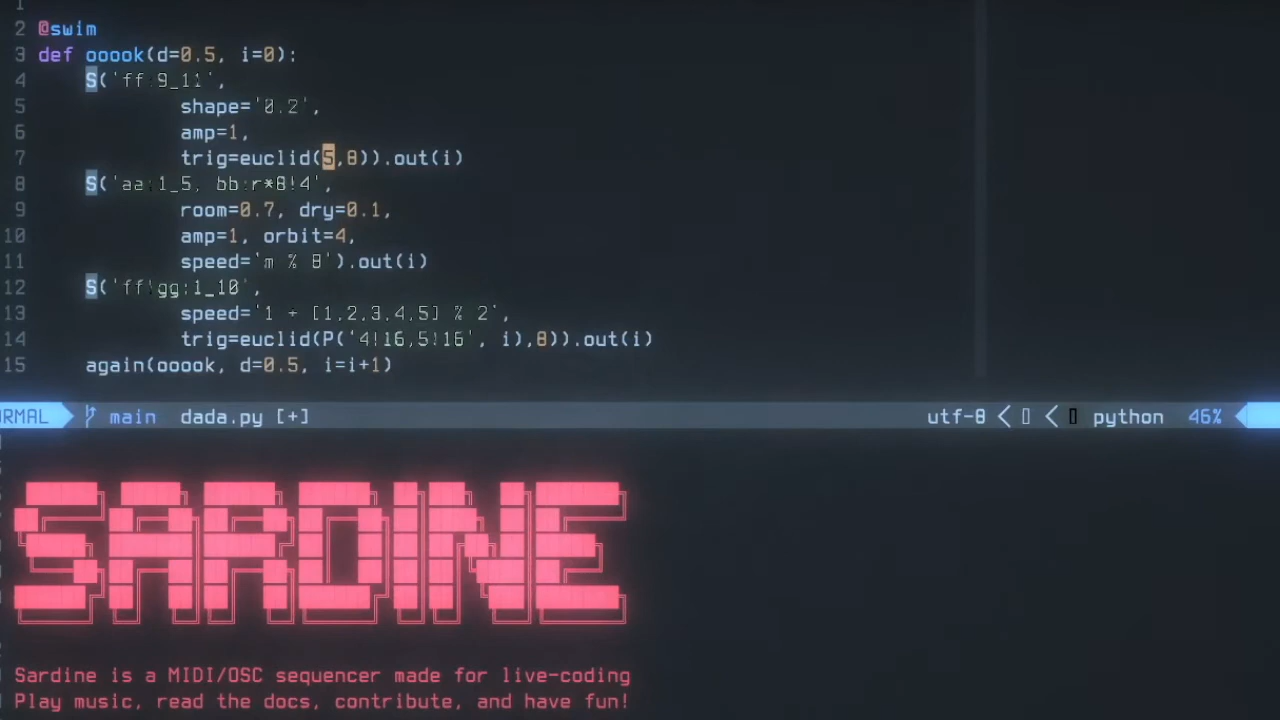 1
2 @swim
3 def ooook(d=0.5, i=0):
4 S('ff:9_11',
5 shape='0.2',
6 amp=1,
7 trig=euclid(5,8)).out(i)
8 S('aa:1_5, bb:r*8!4',
9 room=0.7, dry=0.1,
10 amp=1, orbit=4,
11 speed='m % 8').out(i)
12 S('ff!gg:1_10',
13 speed='1 + [1,2,3,4,5] % 2',
14 trig=euclid(P('4!16,5!16', i),8)).out(i)
15 again(ooook, d=0.5, i=i+1)
RMAL main dada.py [+] utf-8 python 46%
SARDINE
Sardine is a MIDI/OSC sequencer made for live-coding
Play music, read the docs, contribute, and have fun!